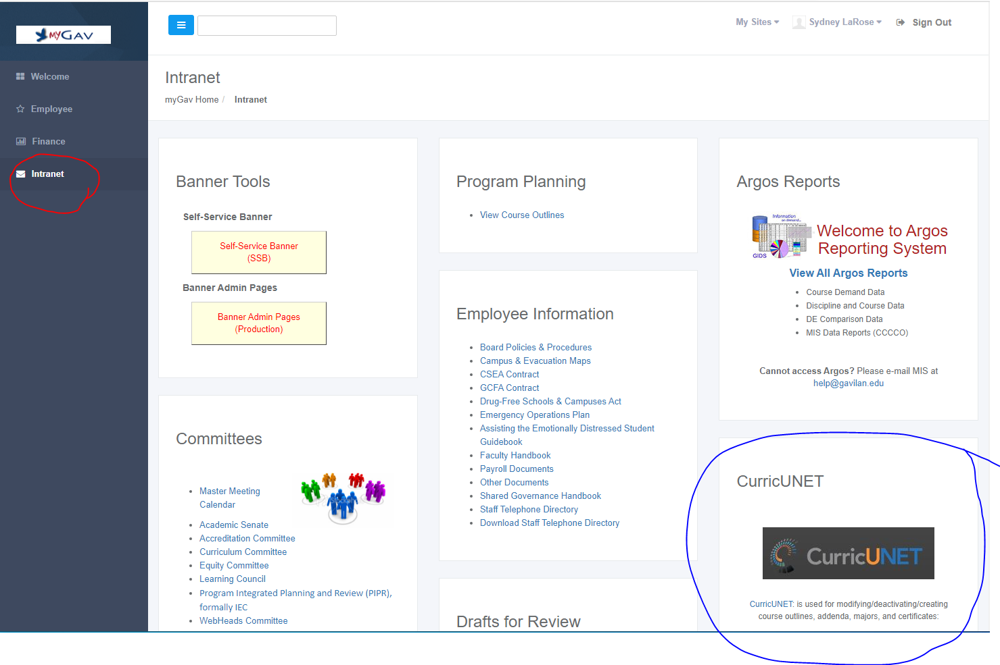 myGav
My Sites
Sydney LaRose
Sign Out
Welcome
Employee
Finance
Intranet
Intranet
myGav Home / Intranet
Banner Tools
Self-Service Banner
Self-Service Banner
(SSB)
Banner Admin Pages
Banner Admin Pages
(Production)
Committees
• Master Meeting
Calendar
• Academic Senate
• Accreditation Committee
• Curriculum Committee
• Equity Committee
• Learning Council
• Program Integrated Planning and Review (PIPR),
formally IEC
• WebHeads Committee
Program Planning
• View Course Outlines
Employee Information
• Board Policies & Procedures
• Campus & Evacuation Maps
• CSEA Contract
• GCFA Contract
• Drug-Free Schools & Campuses Act
• Emergency Operations Plan
• Assisting the Emotionally Distressed Student
Guidebook
• Faculty Handbook
• Payroll Documents
• Other Documents
• Shared Governance Handbook
• Staff Telephone Directory
• Download Staff Telephone Directory
Drafts for Review
Argos Reports
Information
on demand...
GIDS
Welcome to Argos
Reporting System
View All Argos Reports
• Course Demand Data
• Discipline and Course Data
• DE Comparison Data
• MIS Data Reports (CCCCO)
Cannot access Argos? Please e-mail MIS at
help@gavilan.edu
CurricUNET
CurricUNET
CurricUNET: is used for modifying/deactivating/creating
course outlines, addenda, majors, and certificates: